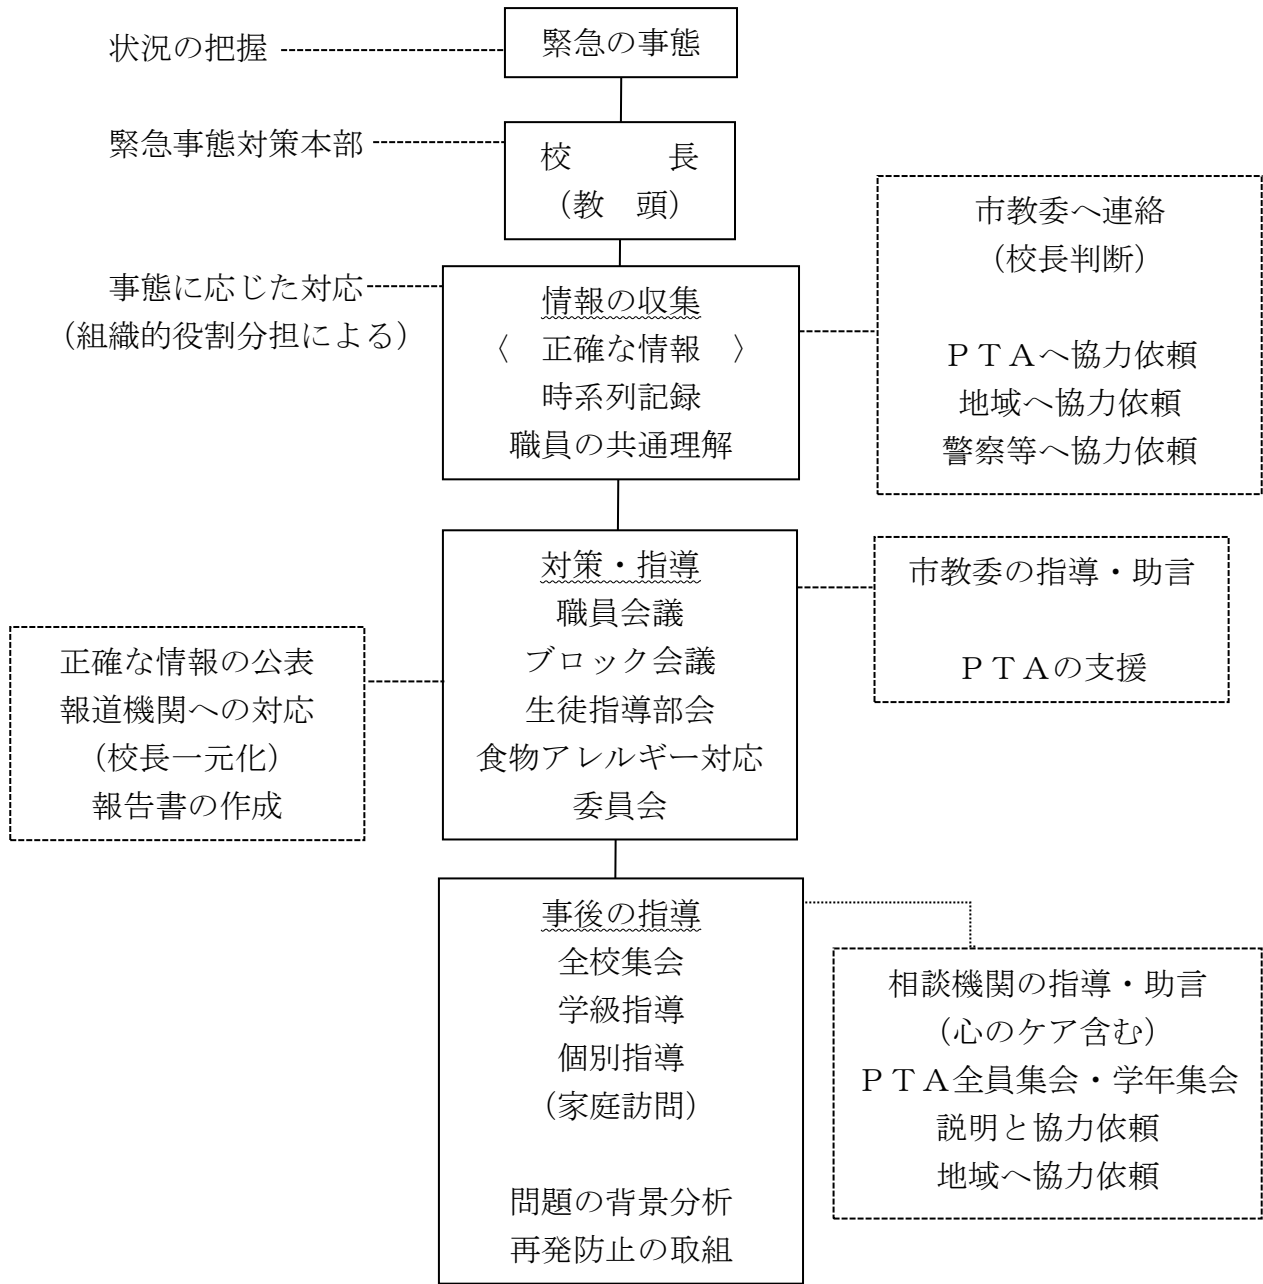 状況の把握
緊急の事態
緊急事態対策本部
校　　　長
（教　頭）
市教委へ連絡
（校長判断）
ＰＴＡへ協力依頼
地域へ協力依頼
警察等へ協力依頼
事態に応じた対応
（組織的役割分担による）
情報の収集
〈　正確な情報　〉
時系列記録
職員の共通理解
対策・指導
職員会議
ブロック会議
生徒指導部会
食物アレルギー対応
委員会
市教委の指導・助言
ＰＴＡの支援
正確な情報の公表
報道機関への対応
（校長一元化）
報告書の作成
事後の指導
全校集会
学級指導
個別指導
（家庭訪問）
問題の背景分析
再発防止の取組
相談機関の指導・助言
（心のケア含む）
ＰＴＡ全員集会・学年集会
説明と協力依頼
地域へ協力依頼